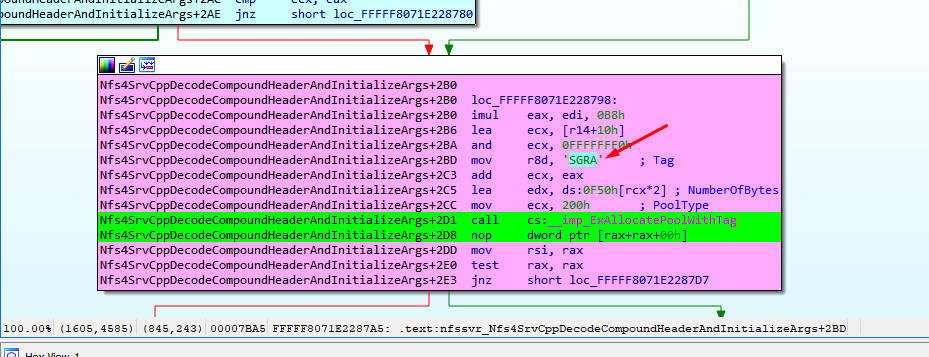 oundHeaderAndInitializeArgs+2AC cmp ecx, eax
mpoundHeaderAndInitializeArgs+2AE jnz short loc_FFFFF8071E228780
Nfs4SrvCppDecodeCompoundHeaderAndInitializeArgs+2B0
Nfs4SrvCppDecodeCompoundHeaderAndInitializeArgs+2B0 loc_FFFFF8071E228798:
Nfs4SrvCppDecodeCompoundHeaderAndInitializeArgs+2B0 imul eax, edi, 0B8h
Nfs4SrvCppDecodeCompoundHeaderAndInitializeArgs+2B6 lea ecx, [r14+10h]
Nfs4SrvCppDecodeCompoundHeaderAndInitializeArgs+2BA and ecx, 0FFFFFFF0h
Nfs4SrvCppDecodeCompoundHeaderAndInitializeArgs+2BD mov r8d, 'SGRA' ; Tag
Nfs4SrvCppDecodeCompoundHeaderAndInitializeArgs+2C3 add ecx, eax
Nfs4SrvCppDecodeCompoundHeaderAndInitializeArgs+2C5 lea edx, ds:0F50h[rcx*2] ; NumberOfBytes
Nfs4SrvCppDecodeCompoundHeaderAndInitializeArgs+2CC mov ecx, 200h ; PoolType
Nfs4SrvCppDecodeCompoundHeaderAndInitializeArgs+2D1 call cs:__imp_ExAllocatePoolWithTag
Nfs4SrvCppDecodeCompoundHeaderAndInitializeArgs+2D8 nop dword ptr [rax+rax+00h]
Nfs4SrvCppDecodeCompoundHeaderAndInitializeArgs+2DD mov rsi, rax
Nfs4SrvCppDecodeCompoundHeaderAndInitializeArgs+2E0 test rax, rax
Nfs4SrvCppDecodeCompoundHeaderAndInitializeArgs+2E3 jnz short loc_FFFFF8071E2287D7
100.00% (1605,4585) (845,243) 00007BA5 FFFFF8071E2287A5: .text:nfssvr_Nfs4SrvCppDecodeCompoundHeaderAndInitializeArgs+2BD
Hex View-1